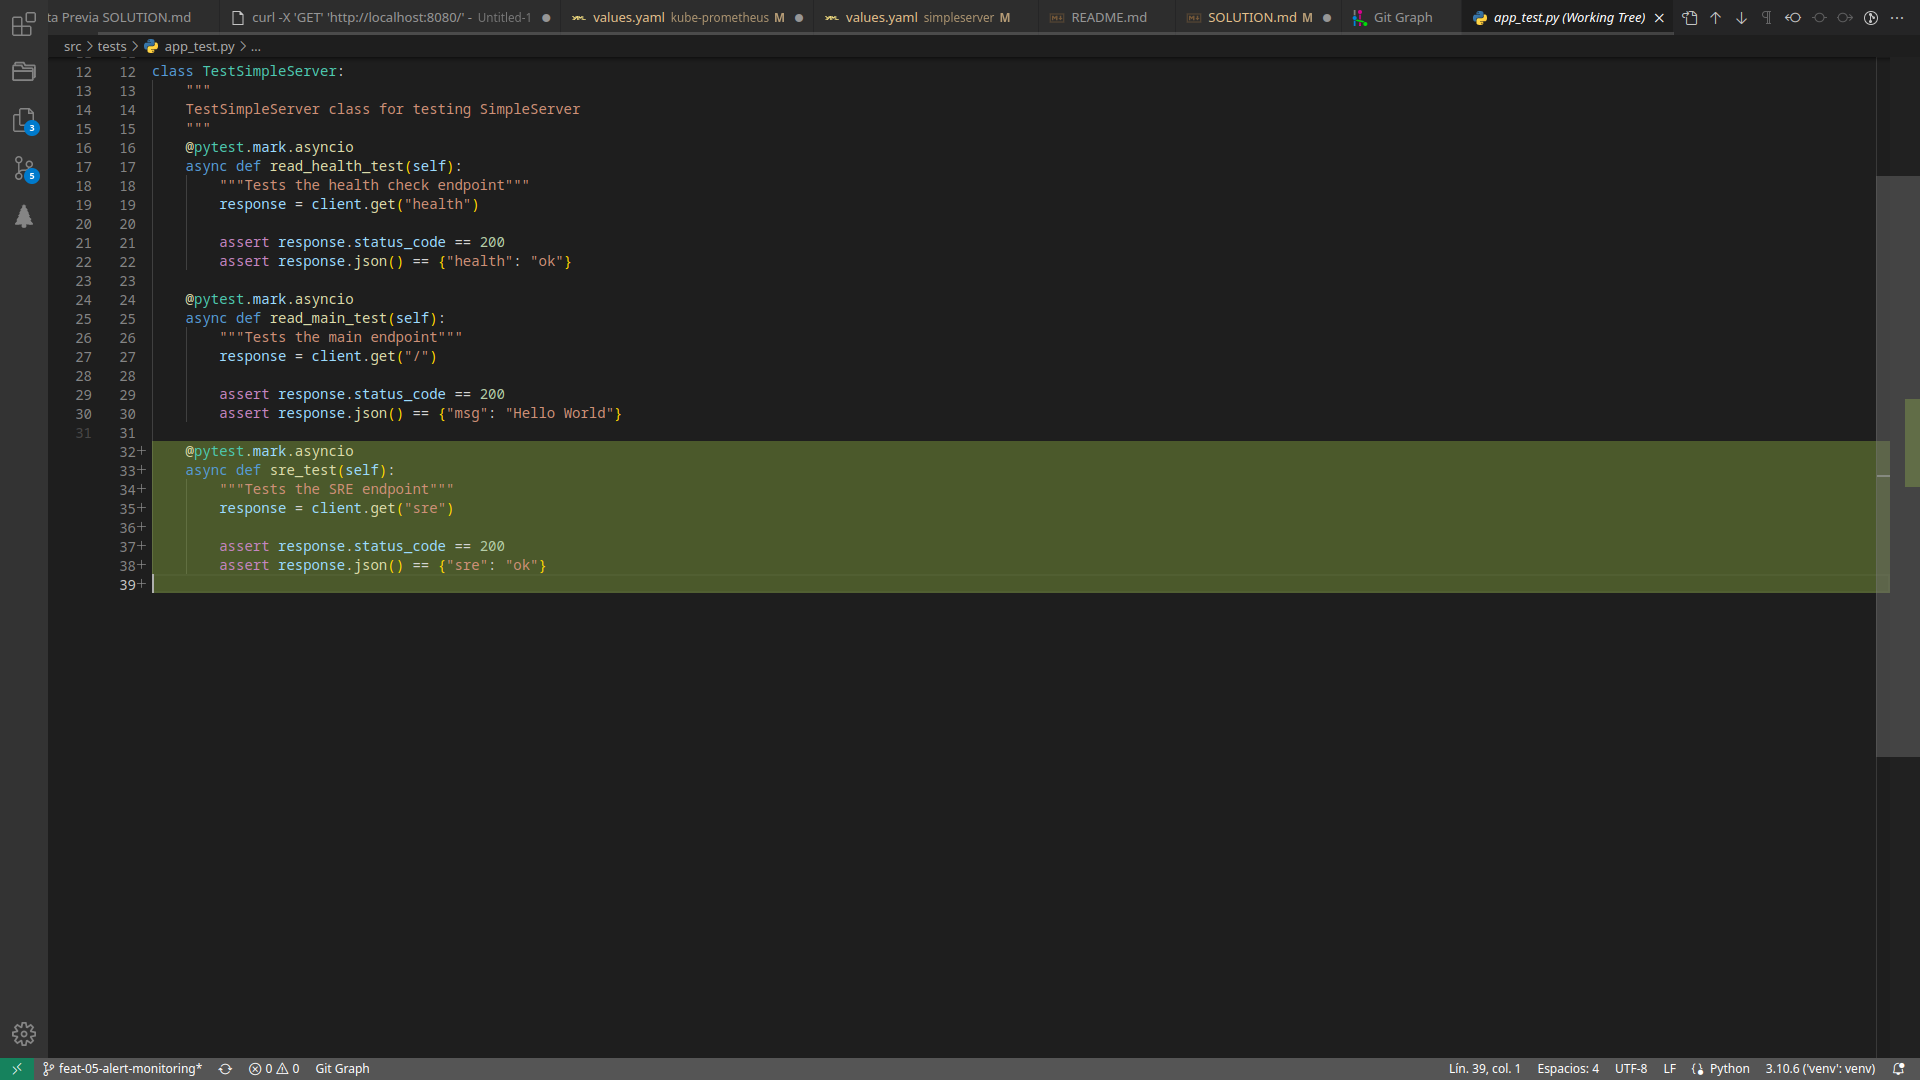 ta Previa SOLUTION.md
curl -X 'GET' 'http://localhost:8080/' - Untitled-1
values.yaml kube-prometheus M
values.yaml simpleserver M
README.md
SOLUTION.md M
Git Graph
app_test.py (Working Tree)
src > tests > app_test.py > ...
12 12 class TestSimpleServer:
13 13 """
14 14 TestSimpleServer class for testing SimpleServer
15 15 """
16 16 @pytest.mark.asyncio
17 17 async def read_health_test(self):
18 18 """Tests the health check endpoint"""
19 19 response = client.get("health")
20 20
21 21 assert response.status_code == 200
22 22 assert response.json() == {"health": "ok"}
23 23
24 24 @pytest.mark.asyncio
25 25 async def read_main_test(self):
26 26 """Tests the main endpoint"""
27 27 response = client.get("/")
28 28
29 29 assert response.status_code == 200
30 30 assert response.json() == {"msg": "Hello World"}
31 31
32+ @pytest.mark.asyncio
33+ async def sre_test(self):
34+ """Tests the SRE endpoint"""
35+ response = client.get("sre")
36+
37+ assert response.status_code == 200
38+ assert response.json() == {"sre": "ok"}
39+
3
5
feat-05-alert-monitoring* 0 0 Git Graph Lín. 39, col. 1 Espacios: 4 UTF-8 LF Python 3.10.6 ('venv': venv)